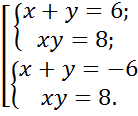 x + y = 6;
xy = 8;
x + y = −6
xy = 8.